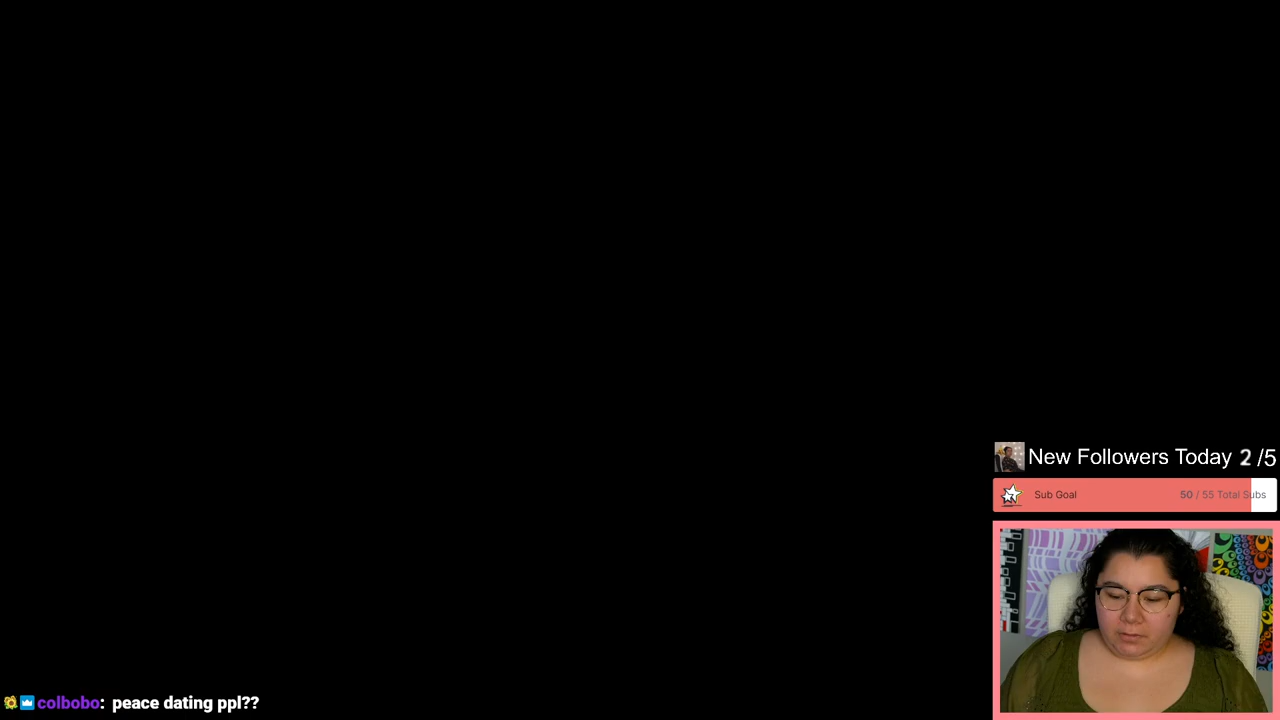 New Followers Today 2 /5
Sub Goal 50 / 55 Total Subs
colbobo: peace dating ppl??